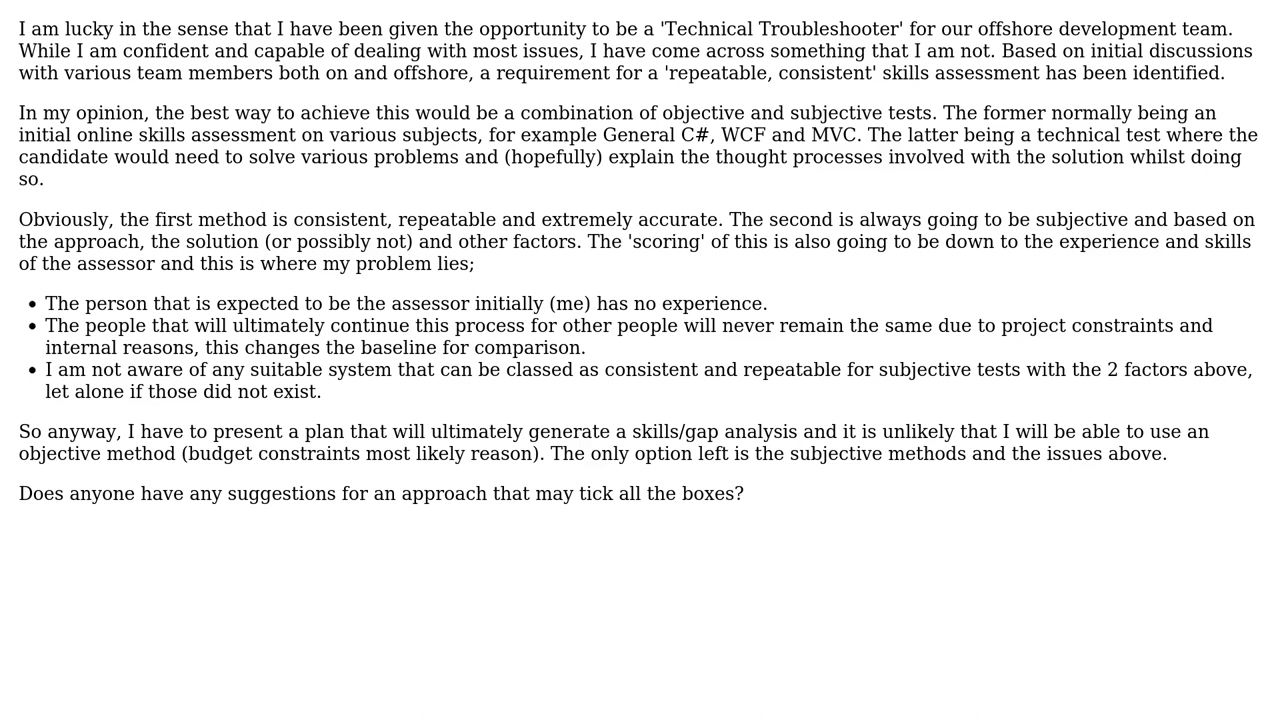 I am lucky in the sense that I have been given the opportunity to be a 'Technical Troubleshooter' for our offshore development team.
While I am confident and capable of dealing with most issues, I have come across something that I am not. Based on initial discussions
with various team members both on and offshore, a requirement for a 'repeatable, consistent' skills assessment has been identified.
In my opinion, the best way to achieve this would be a combination of objective and subjective tests. The former normally being an
initial online skills assessment on various subjects, for example General C#, WCF and MVC. The latter being a technical test where the
candidate would need to solve various problems and (hopefully) explain the thought processes involved with the solution whilst doing
so.
Obviously, the first method is consistent, repeatable and extremely accurate. The second is always going to be subjective and based on
the approach, the solution (or possibly not) and other factors. The 'scoring' of this is also going to be down to the experience and skills
of the assessor and this is where my problem lies;
• The person that is expected to be the assessor initially (me) has no experience.
• The people that will ultimately continue this process for other people will never remain the same due to project constraints and
internal reasons, this changes the baseline for comparison.
• I am not aware of any suitable system that can be classed as consistent and repeatable for subjective tests with the 2 factors above,
let alone if those did not exist.
So anyway, I have to present a plan that will ultimately generate a skills/gap analysis and it is unlikely that I will be able to use an
objective method (budget constraints most likely reason). The only option left is the subjective methods and the issues above.
Does anyone have any suggestions for an approach that may tick all the boxes?